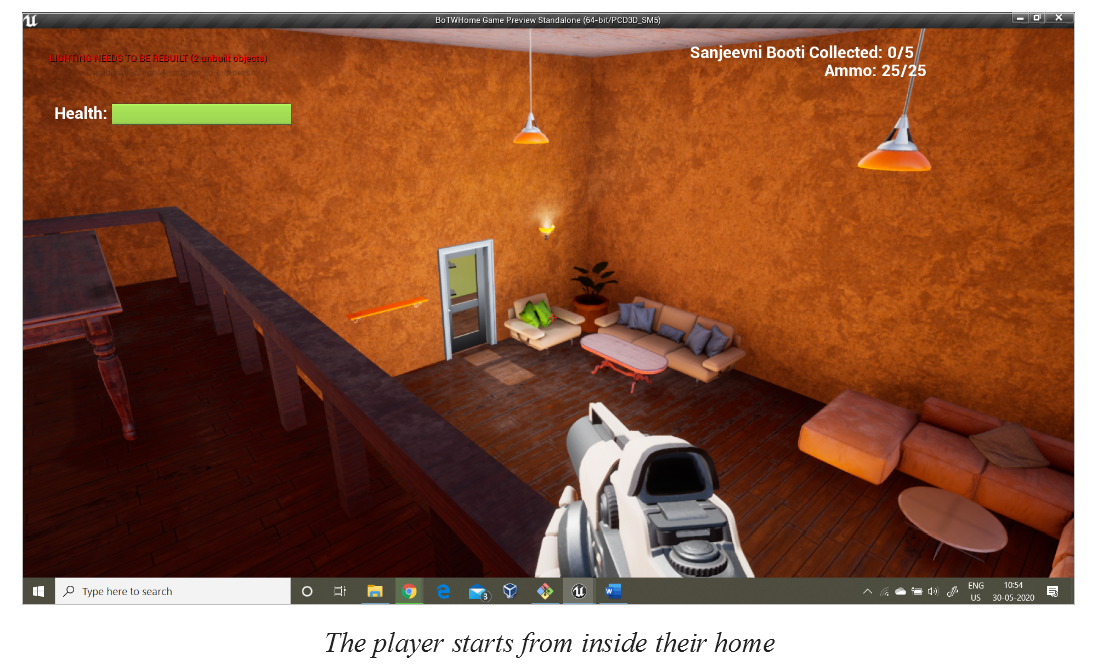 BoTWHome Game Preview Standalone (64-bit/PCD3D_SM5)
LIGHTING NEEDS TO BE REBUILT (2 unbuilt objects)
Sanjeevni Booti Collected: 0/5
Ammo: 25/25
Health:
Type here to search
3
ENG
US
10:54
30-05-2020
The player starts from inside their home